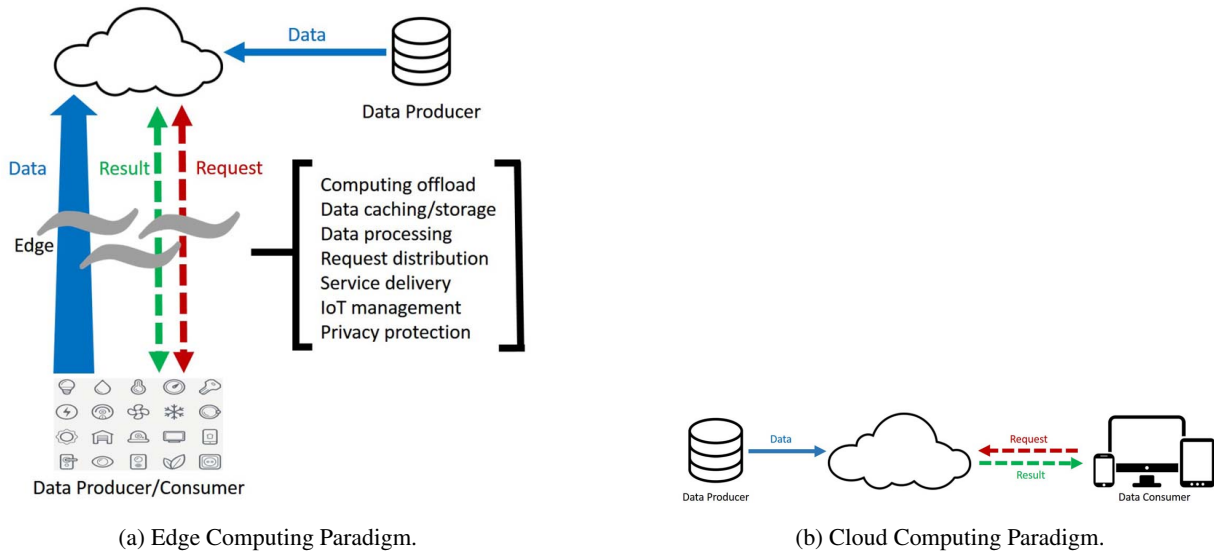 Data
Data Producer
Data
Result
Request
Edge
Computing offload
Data caching/storage
Data processing
Request distribution
Service delivery
IoT management
Privacy protection
Data Producer/Consumer
(a) Edge Computing Paradigm.
Data
Data Producer
Request
Result
Data Consumer
(b) Cloud Computing Paradigm.